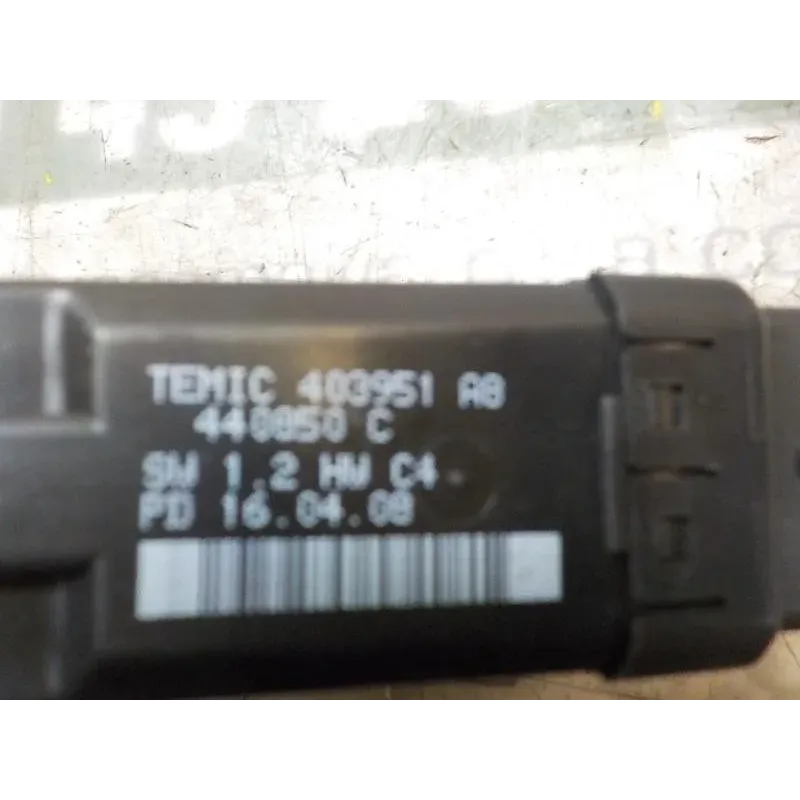 TEMIC 403951 A8
440850 C
SW 1.2 HW C4
PD 16.04.08